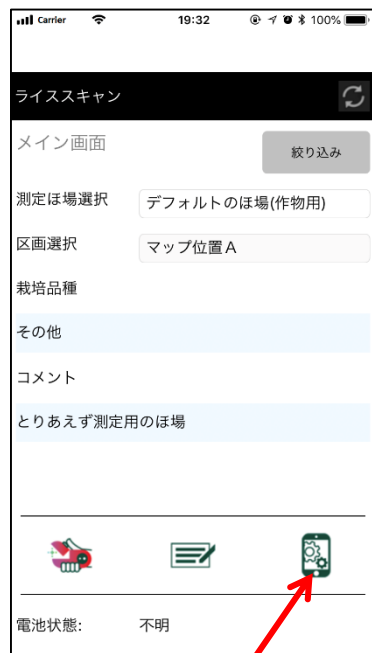 Carrier 19:32 100%
ライススキャン
メイン画面
絞り込み
測定ほ場選択 デフォルトのほ場(作物用)
区画選択 マップ位置A
栽培品種
その他
コメント
とりあえず測定用のほ場
電池状態: 不明